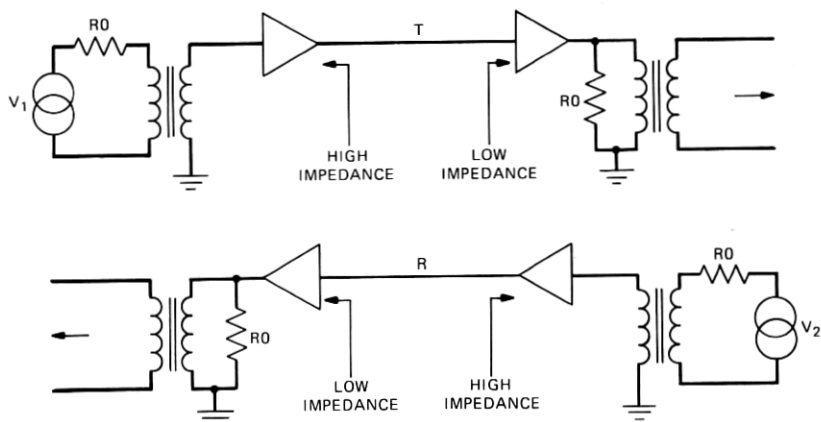 R0
T
V1
R0
HIGH
IMPEDANCE
LOW
IMPEDANCE
R
R0
R0
V2
LOW
IMPEDANCE
HIGH
IMPEDANCE